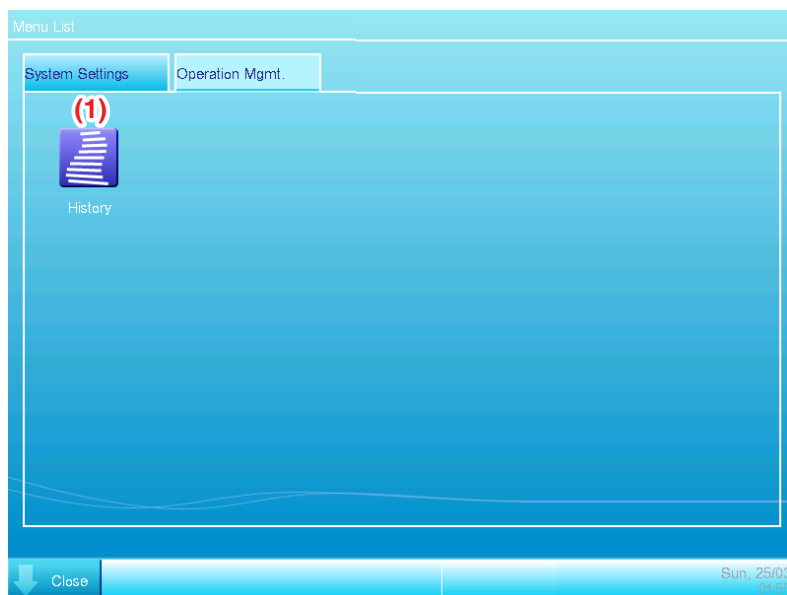 Menu List
System Settings
Operation Mgmt.
(1)
History
Close
Sun, 25/03